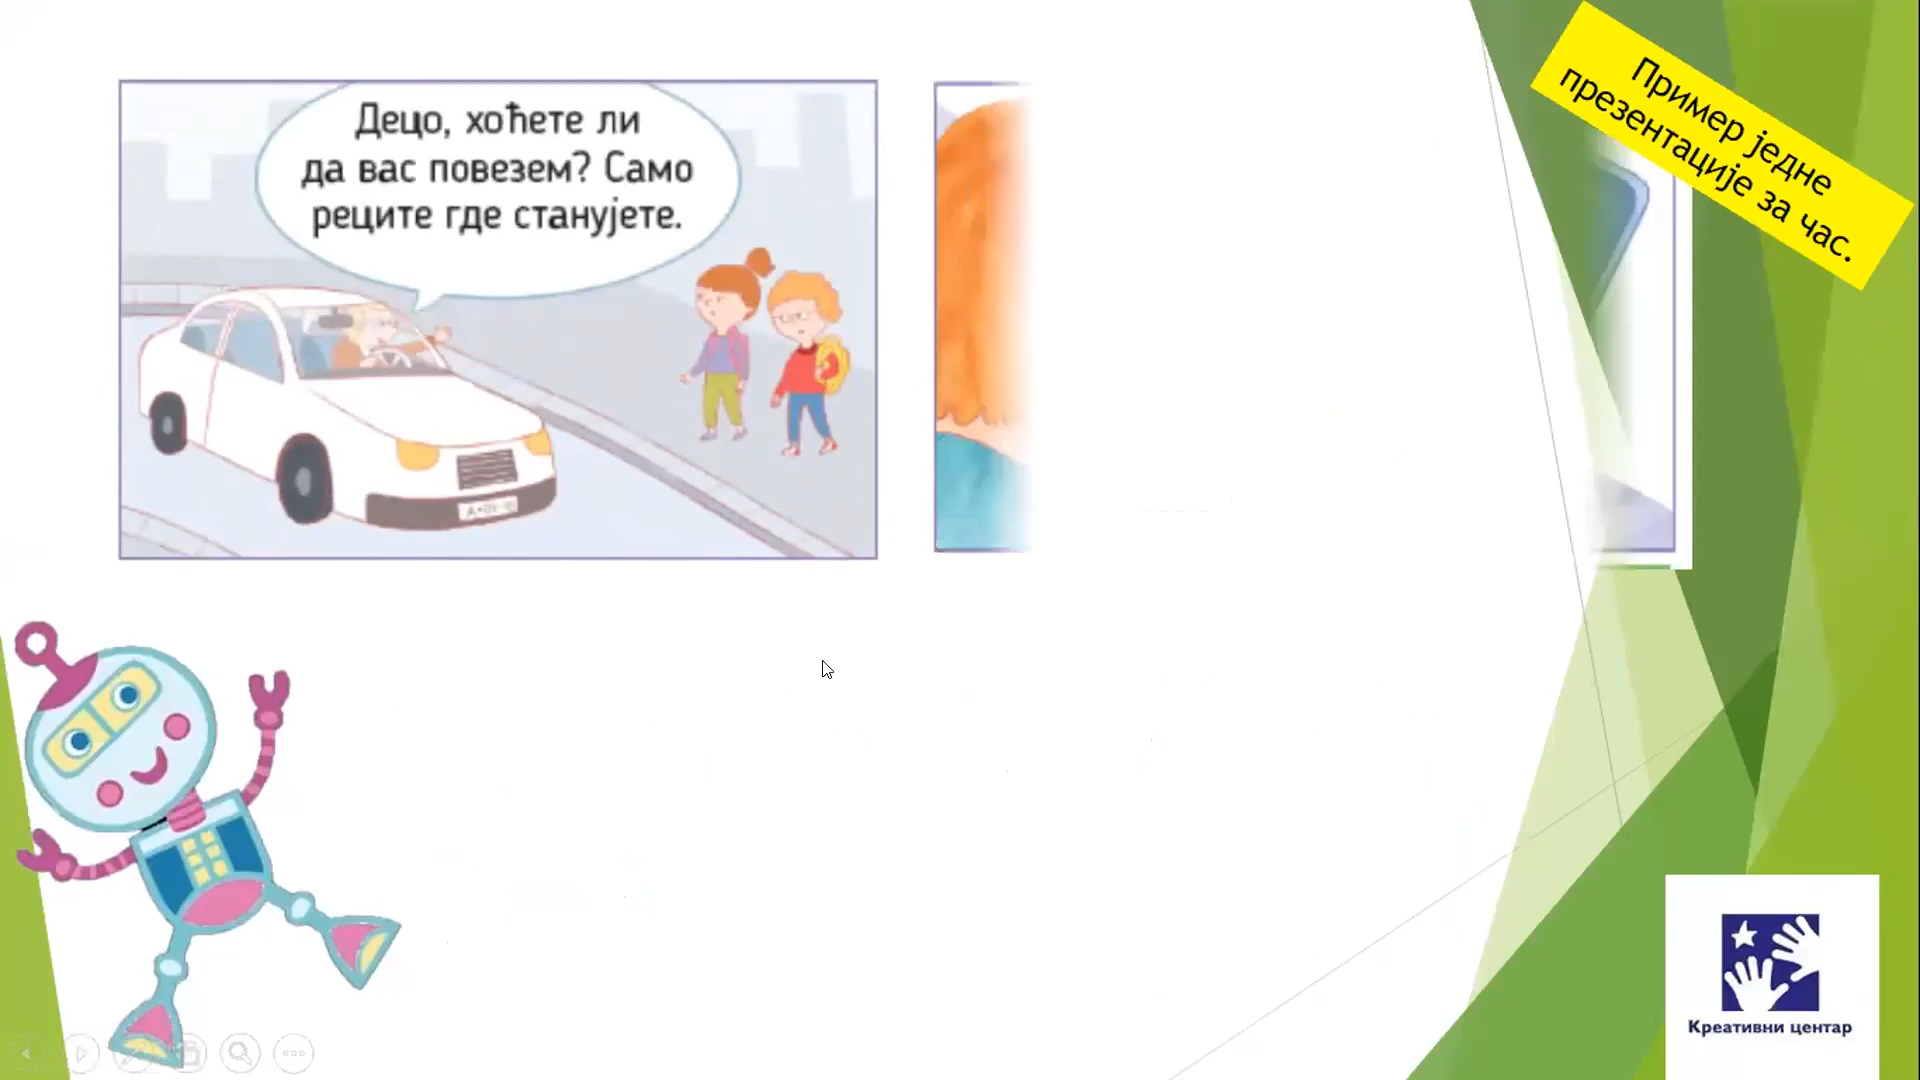 Децо, хоћете ли
да вас повезем? Само
реците где станујете.
Пример једне
презентације за час.
Креативни центар